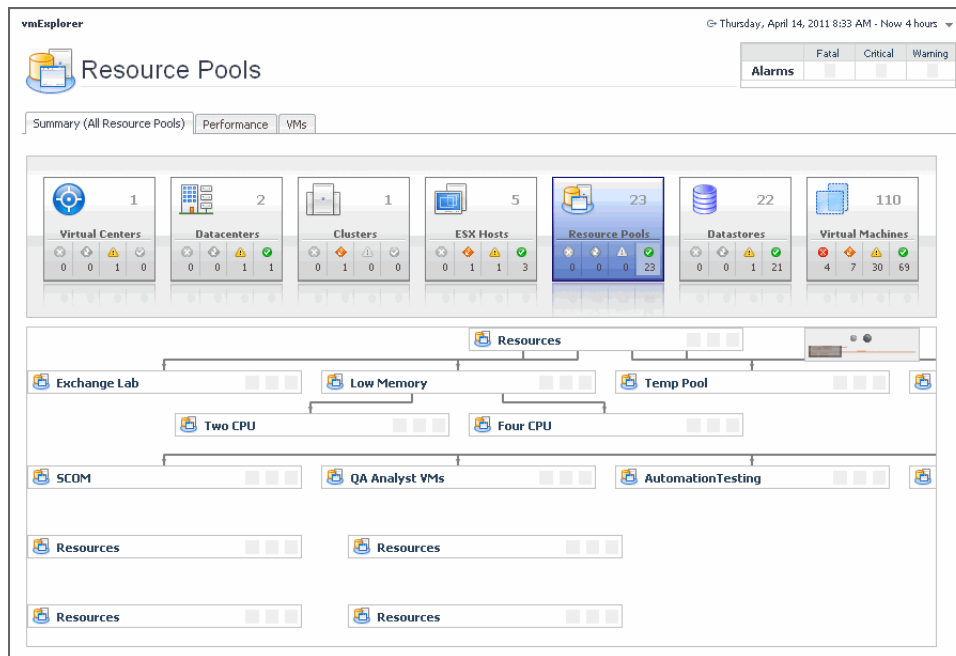 vmExplorer
Thursday, April 14, 2011 8:33 AM - Now 4 hours
Resource Pools
Fatal Critical Warning
Alarms
Summary (All Resource Pools) Performance VMs
1 2 1 5 23 22 110
Virtual Centers Datacenters Clusters ESX Hosts Resource Pools Datastores Virtual Machines
0 0 1 0 0 0 1 1 0 1 0 0 0 1 1 3 0 0 0 23 0 0 1 21 4 7 30 69
Resources
Exchange Lab Low Memory Temp Pool
Two CPU Four CPU
SCOM QA Analyst VMs AutomationTesting
Resources Resources
Resources Resources